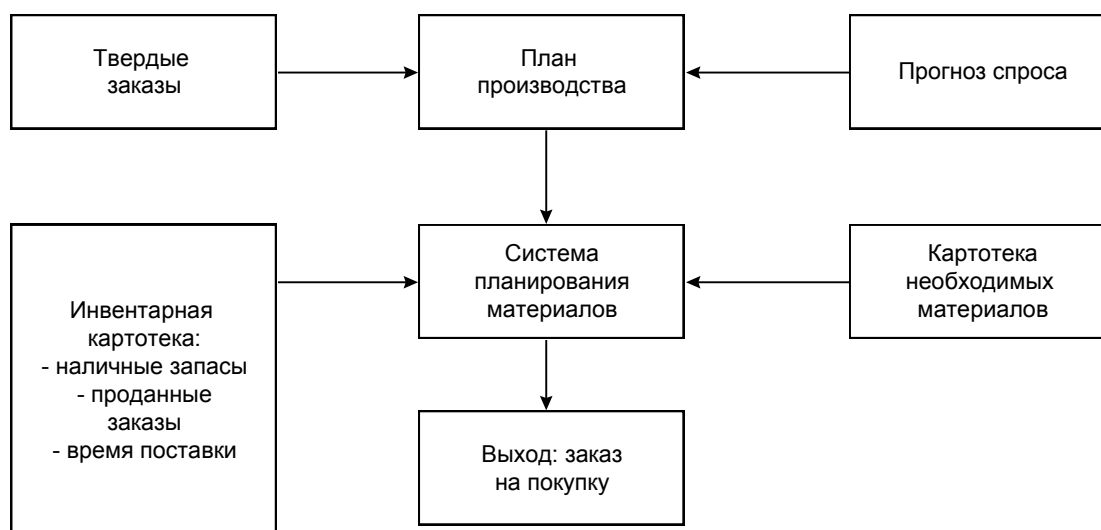 Твердые
заказы
План
производства
Прогноз спроса
Инвентарная
картотека:
- наличные запасы
- проданные
заказы
- время поставки
Система
планирования
материалов
Картотека
необходимых
материалов
Выход: заказ
на покупку